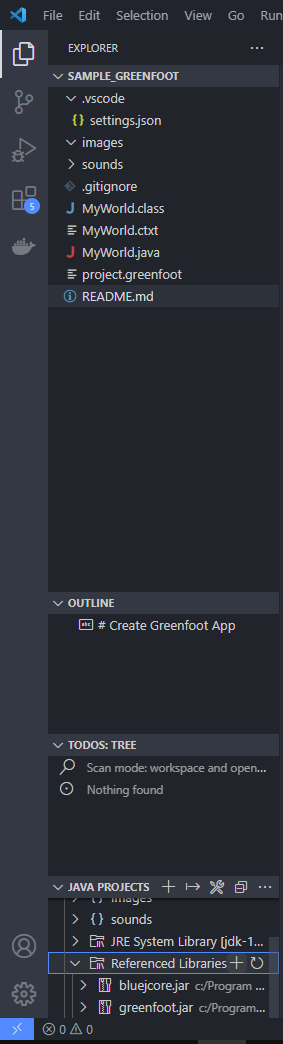 File Edit Selection View Go Run
EXPLORER
SAMPLE_GREENFOOT
.vscode
{} settings.json
images
sounds
.gitignore
J MyWorld.class
MyWorld.ctxt
J MyWorld.java
project.greenfoot
README.md
5
OUTLINE
abc # Create Greenfoot App
TODOS: TREE
Scan mode: workspace and open...
Nothing found
JAVA PROJECTS
{} images
{} sounds
JRE System Library [jdk-1...
Referenced Libraries
bluejcore.jar c:/Program ...
greenfoot.jar c:/Program...
0 0